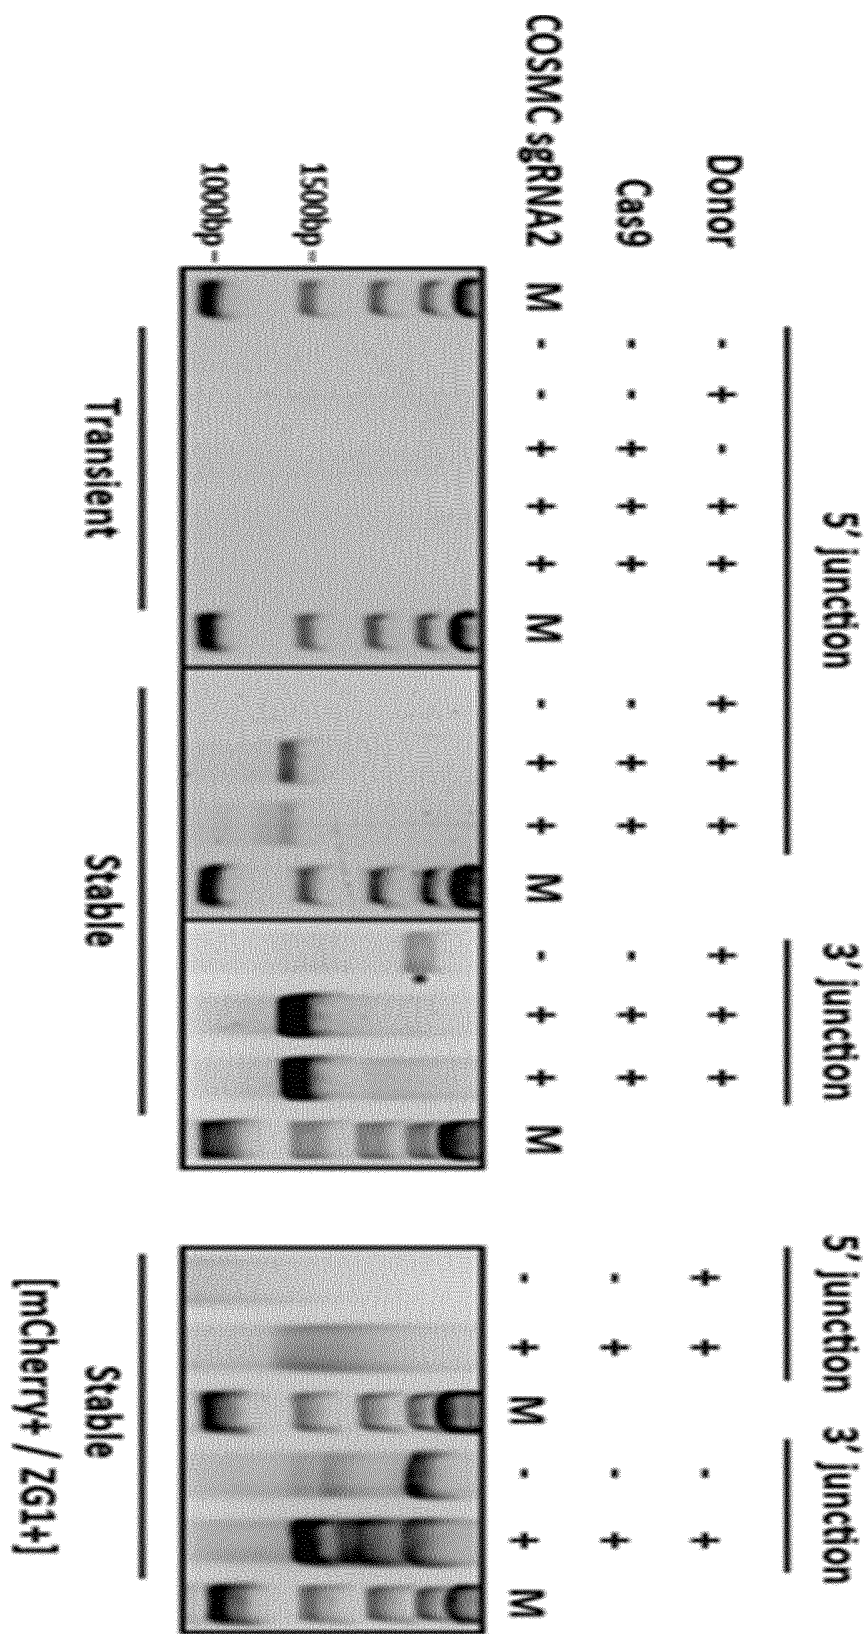 5' junction
3' junction
5' junction
3' junction
Donor - + - + + + + + + + + + + - +
Cas9 - - + + + - + + - + + - + - +
COSMC sgRNA2 M - - + + + M - + + M - + + M - + M - + M
1500bp-
1000bp-
Transient
Stable
Stable
[mCherry+ / ZG1+]